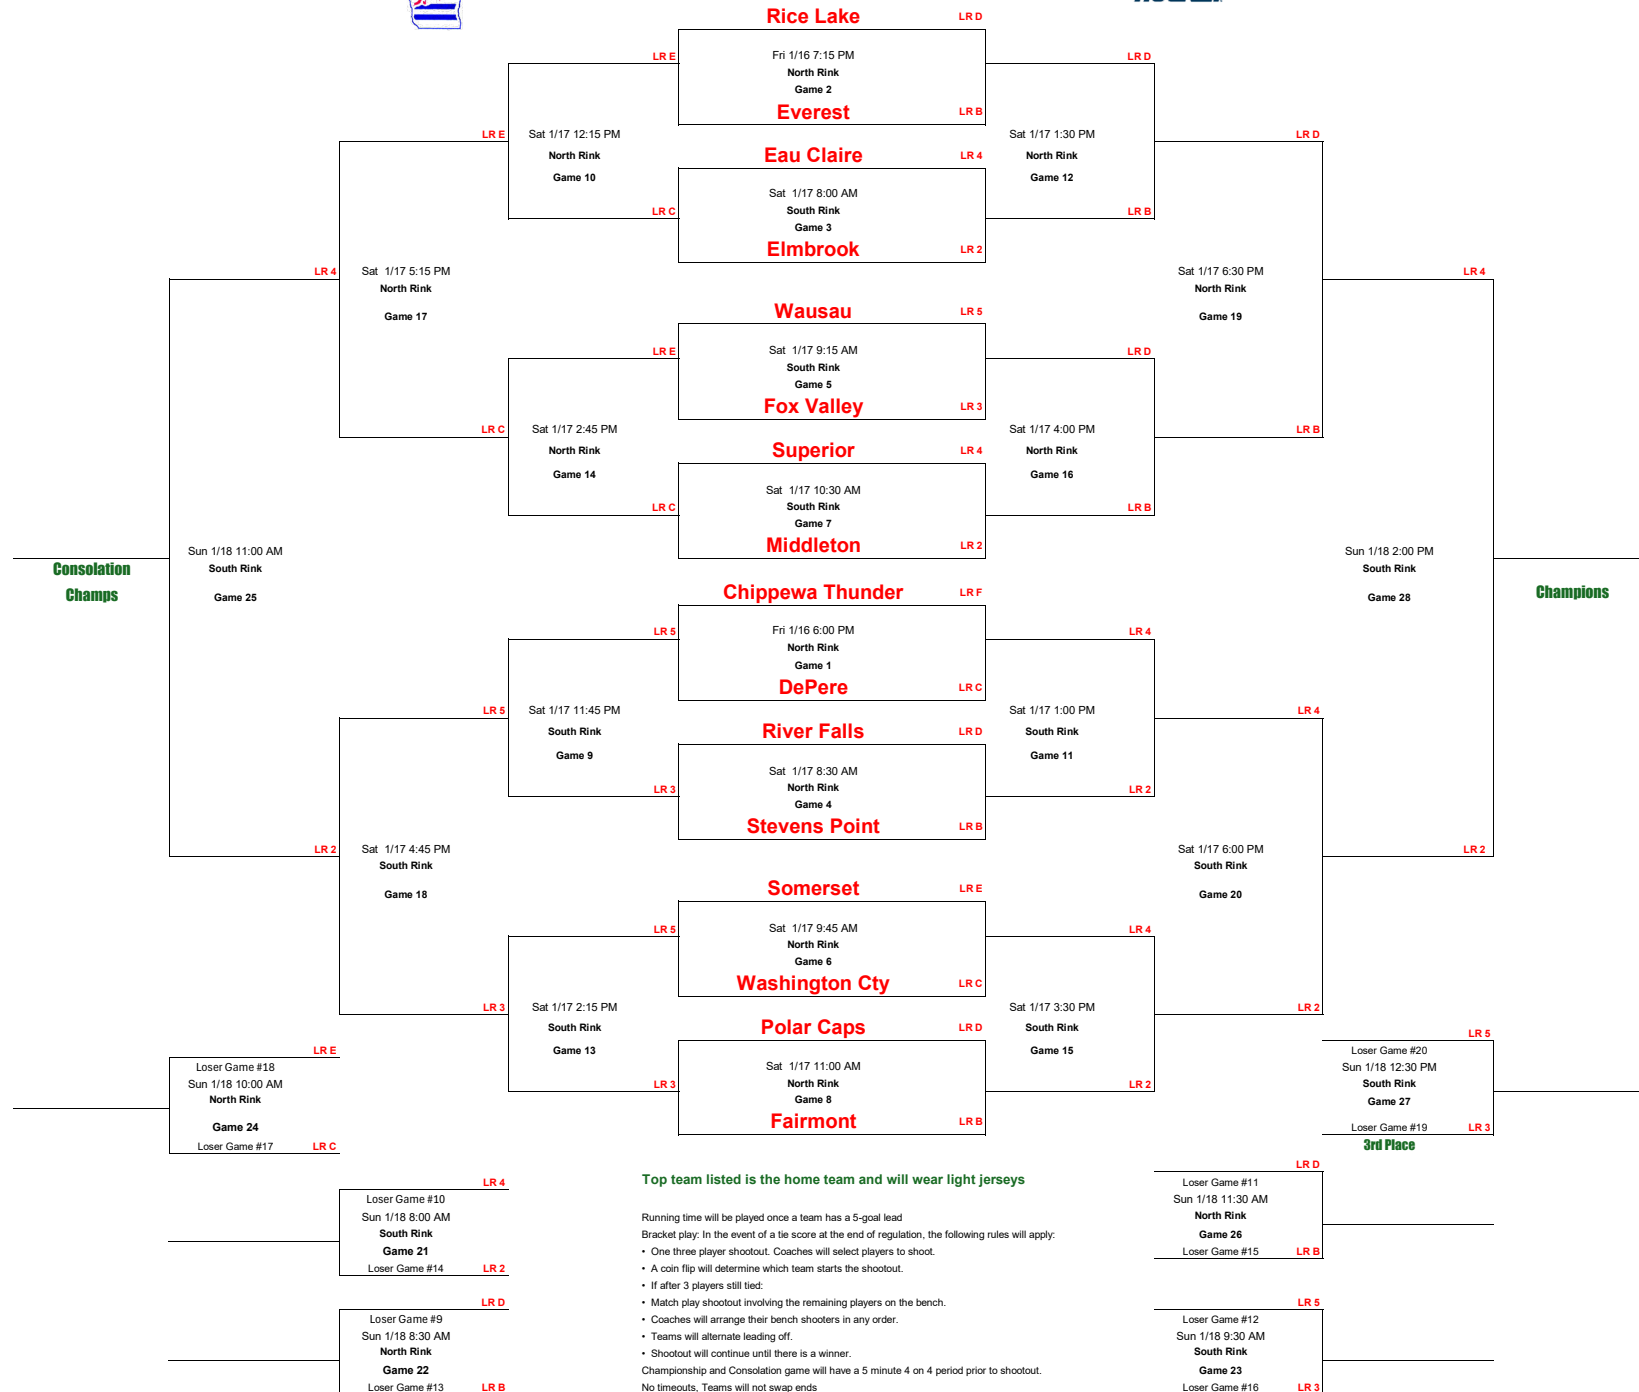 Rice Lake LR D
LR E Fri 1/16 7:15 PM LR D
North Rink
Game 2
Everest LR B
LR E Sat 1/17 12:15 PM Sat 1/17 1:30 PM LR D
North Rink Eau Claire LR 4 North Rink
Game 10 Game 12
Sat 1/17 8:00 AM
LR C South Rink LR B
Game 3
Elmbrook LR 2
LR 4 Sat 1/17 5:15 PM Sat 1/17 6:30 PM LR 4
North Rink North Rink
Wausau LR 5
Game 17 Game 19
LR E Sat 1/17 9:15 AM LR D
South Rink
Game 5
Fox Valley LR 3
LR C Sat 1/17 2:45 PM Sat 1/17 4:00 PM LR B
North Rink Superior LR 4 North Rink
Game 14 Game 16
Sat 1/17 10:30 AM
LR C South Rink LR B
Game 7
Middleton LR 2
Sun 1/18 11:00 AM Sun 1/18 2:00 PM
Consolation South Rink South Rink
Champs Chippewa Thunder LR F Champions
Game 25 Game 28
LR 5 Fri 1/16 6:00 PM LR 4
North Rink
Game 1
DePere LR C
LR 5 Sat 1/17 11:45 PM Sat 1/17 1:00 PM LR 4
South Rink River Falls LR D South Rink
Game 9 Game 11
Sat 1/17 8:30 AM
LR 3 North Rink LR 2
Game 4
Stevens Point LR B
LR 2 Sat 1/17 4:45 PM Sat 1/17 6:00 PM LR 2
South Rink South Rink
Game 18 Somerset LR E Game 20
LR 5 Sat 1/17 9:45 AM LR 4
North Rink
Game 6
Washington Cty LR C
LR 3 Sat 1/17 2:15 PM Sat 1/17 3:30 PM LR 2
South Rink Polar Caps LR D South Rink LR 5
LR E Game 13 Game 15 Loser Game #20
Loser Game #18 Sat 1/17 11:00 AM Sun 1/18 12:30 PM
Sun 1/18 10:00 AM LR 3 North Rink LR 2 South Rink
North Rink Game 8 Game 27
Game 24 Fairmont LR B Loser Game #19 LR 3
Loser Game #17 LR C 3rd Place
LR 4 Top team listed is the home team and will wear light jerseys LR D
Loser Game #10 Loser Game #11
Sun 1/18 8:00 AM Sun 1/18 11:30 AM
South Rink Running time will be played once a team has a 5-goal lead North Rink
Game 21 Bracket play: In the event of a tie score at the end of regulation, the following rules will apply: Game 26
Loser Game #14 LR 2 • One three player shootout. Coaches will select players to shoot. Loser Game #15 LR B
• A coin flip will determine which team starts the shootout.
• If after 3 players still tied:
LR D • Match play shootout involving the remaining players on the bench. LR 5
Loser Game #9 • Coaches will arrange their bench shooters in any order. Loser Game #12
Sun 1/18 8:30 AM • Teams will alternate leading off. Sun 1/18 9:30 AM
North Rink • Shootout will continue until there is a winner. South Rink
Game 22 Championship and Consolation game will have a 5 minute 4 on 4 period prior to shootout. Game 23
Loser Game #13 LR B No timeouts, Teams will not swap ends Loser Game #16 LR 3